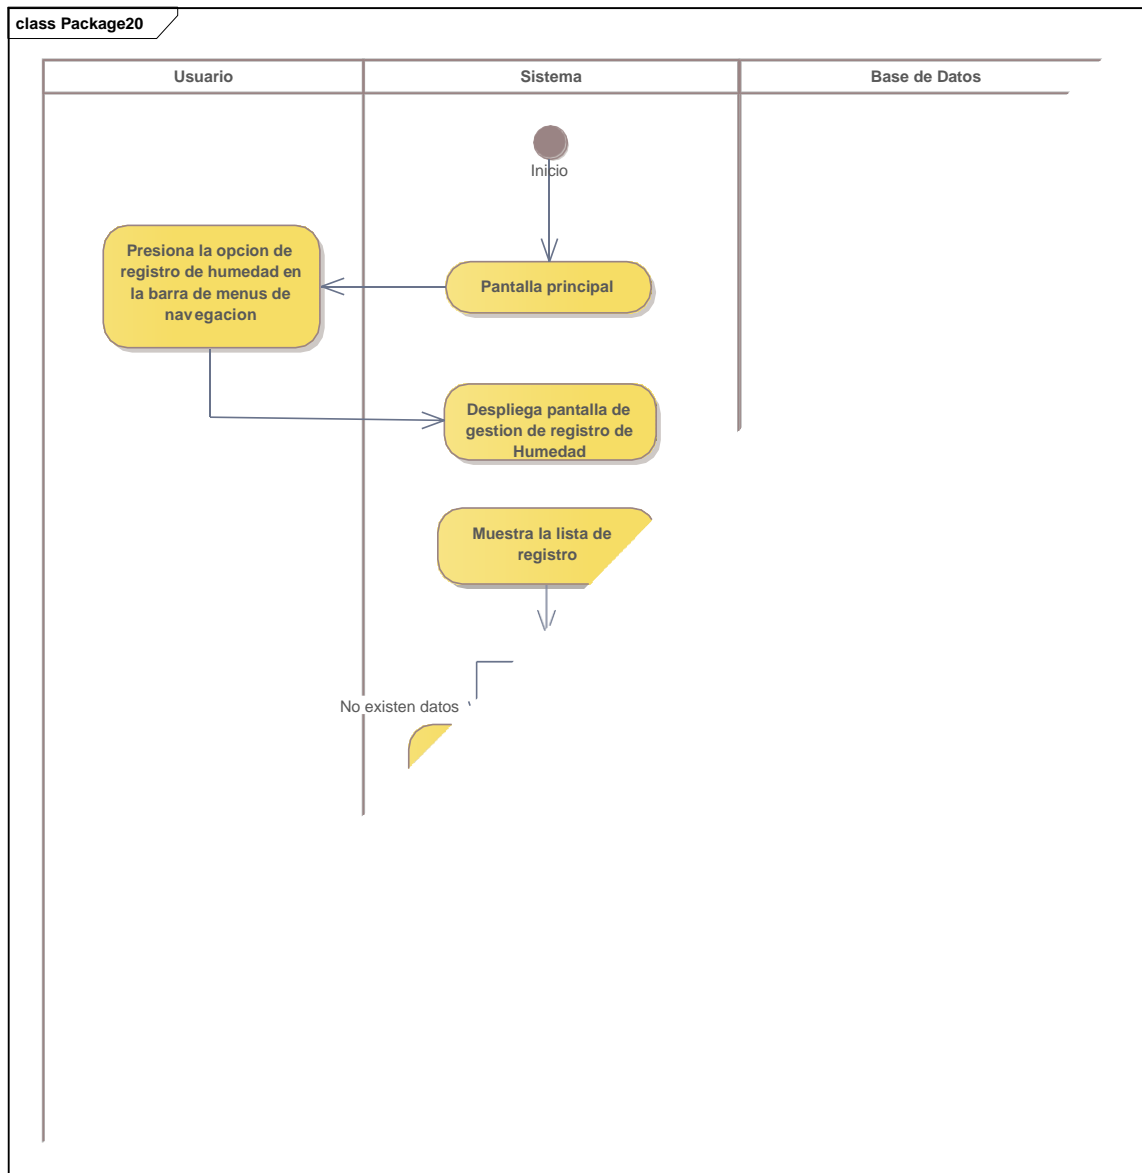 class Package20
Usuario
Sistema
Base de Datos
Inicio
Presiona la opcion de
registro de humedad en
la barra de menus de
navegacion
Pantalla principal
Despliega pantalla de
gestion de registro de
Humedad
Muestra la lista de
registro
No existen datos